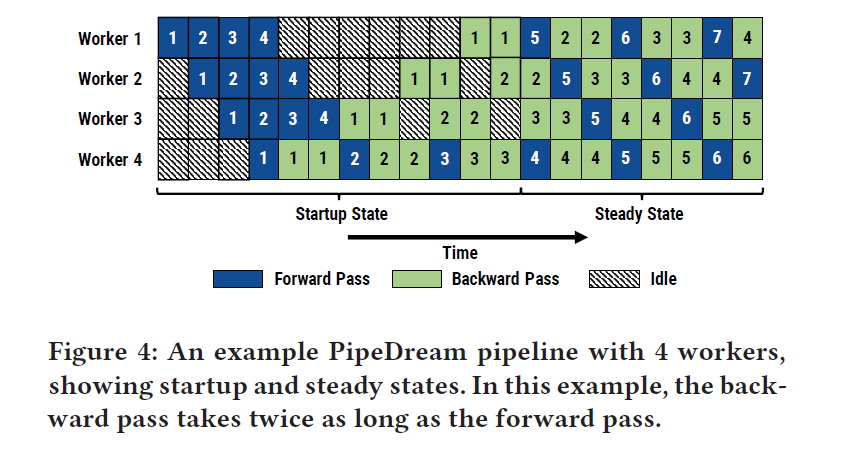 Worker 1 1 2 3 4 1 1 5 2 2 6 3 3 7 4
Worker 2 1 2 3 4 1 1 2 2 5 3 3 6 4 4 7
Worker 3 1 2 3 4 1 1 2 2 3 3 5 4 4 6 5 5
Worker 4 1 1 1 2 2 2 3 3 3 4 4 4 5 5 5 6 6
Startup State Steady State
Time
Forward Pass Backward Pass Idle
Figure 4: An example PipeDream pipeline with 4 workers,
showing startup and steady states. In this example, the back-
ward pass takes twice as long as the forward pass.